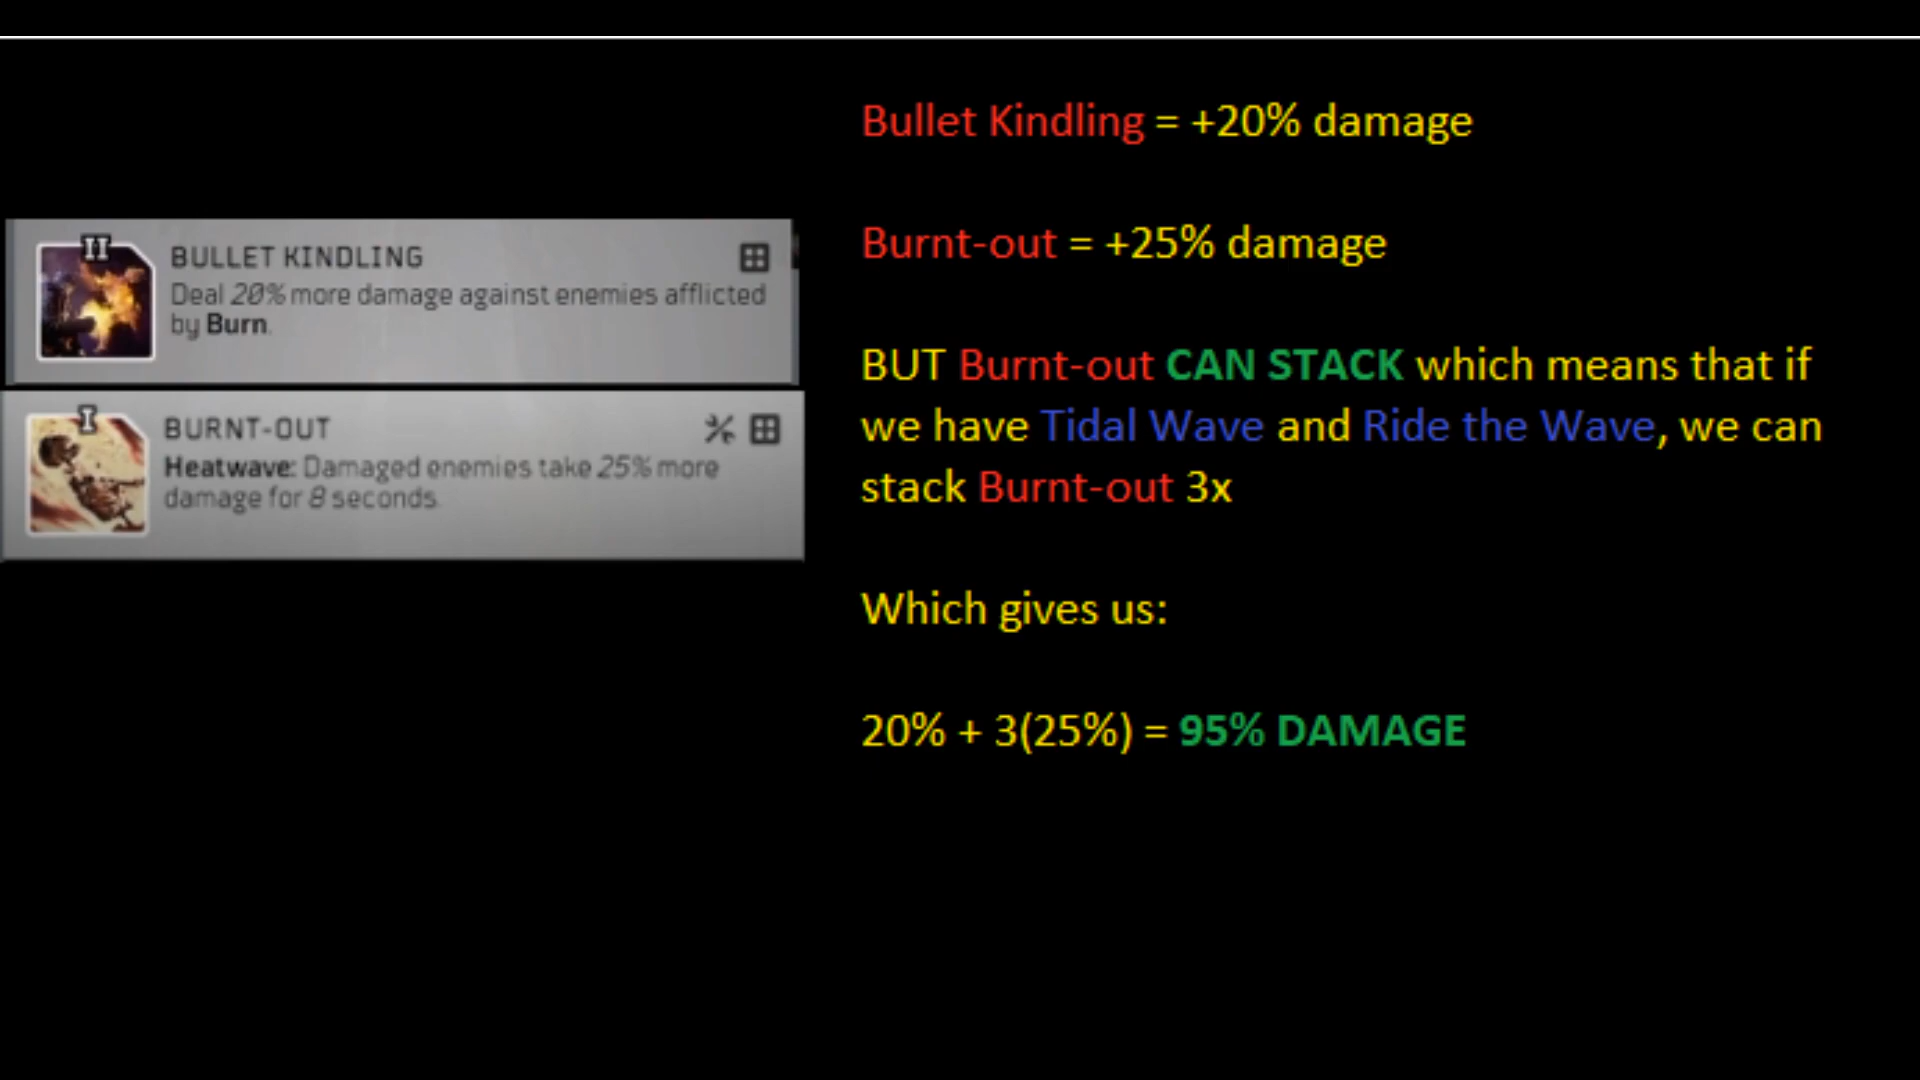 II
BULLET KINDLING
Deal 20% more damage against enemies afflicted
by Burn.
I
BURNT-OUT
Heatwave: Damaged enemies take 25% more
damage for 8 seconds.
Bullet Kindling = +20% damage
Burnt-out = +25% damage
BUT Burnt-out CAN STACK which means that if
we have Tidal Wave and Ride the Wave, we can
stack Burnt-out 3x
Which gives us:
20% + 3(25%) = 95% DAMAGE